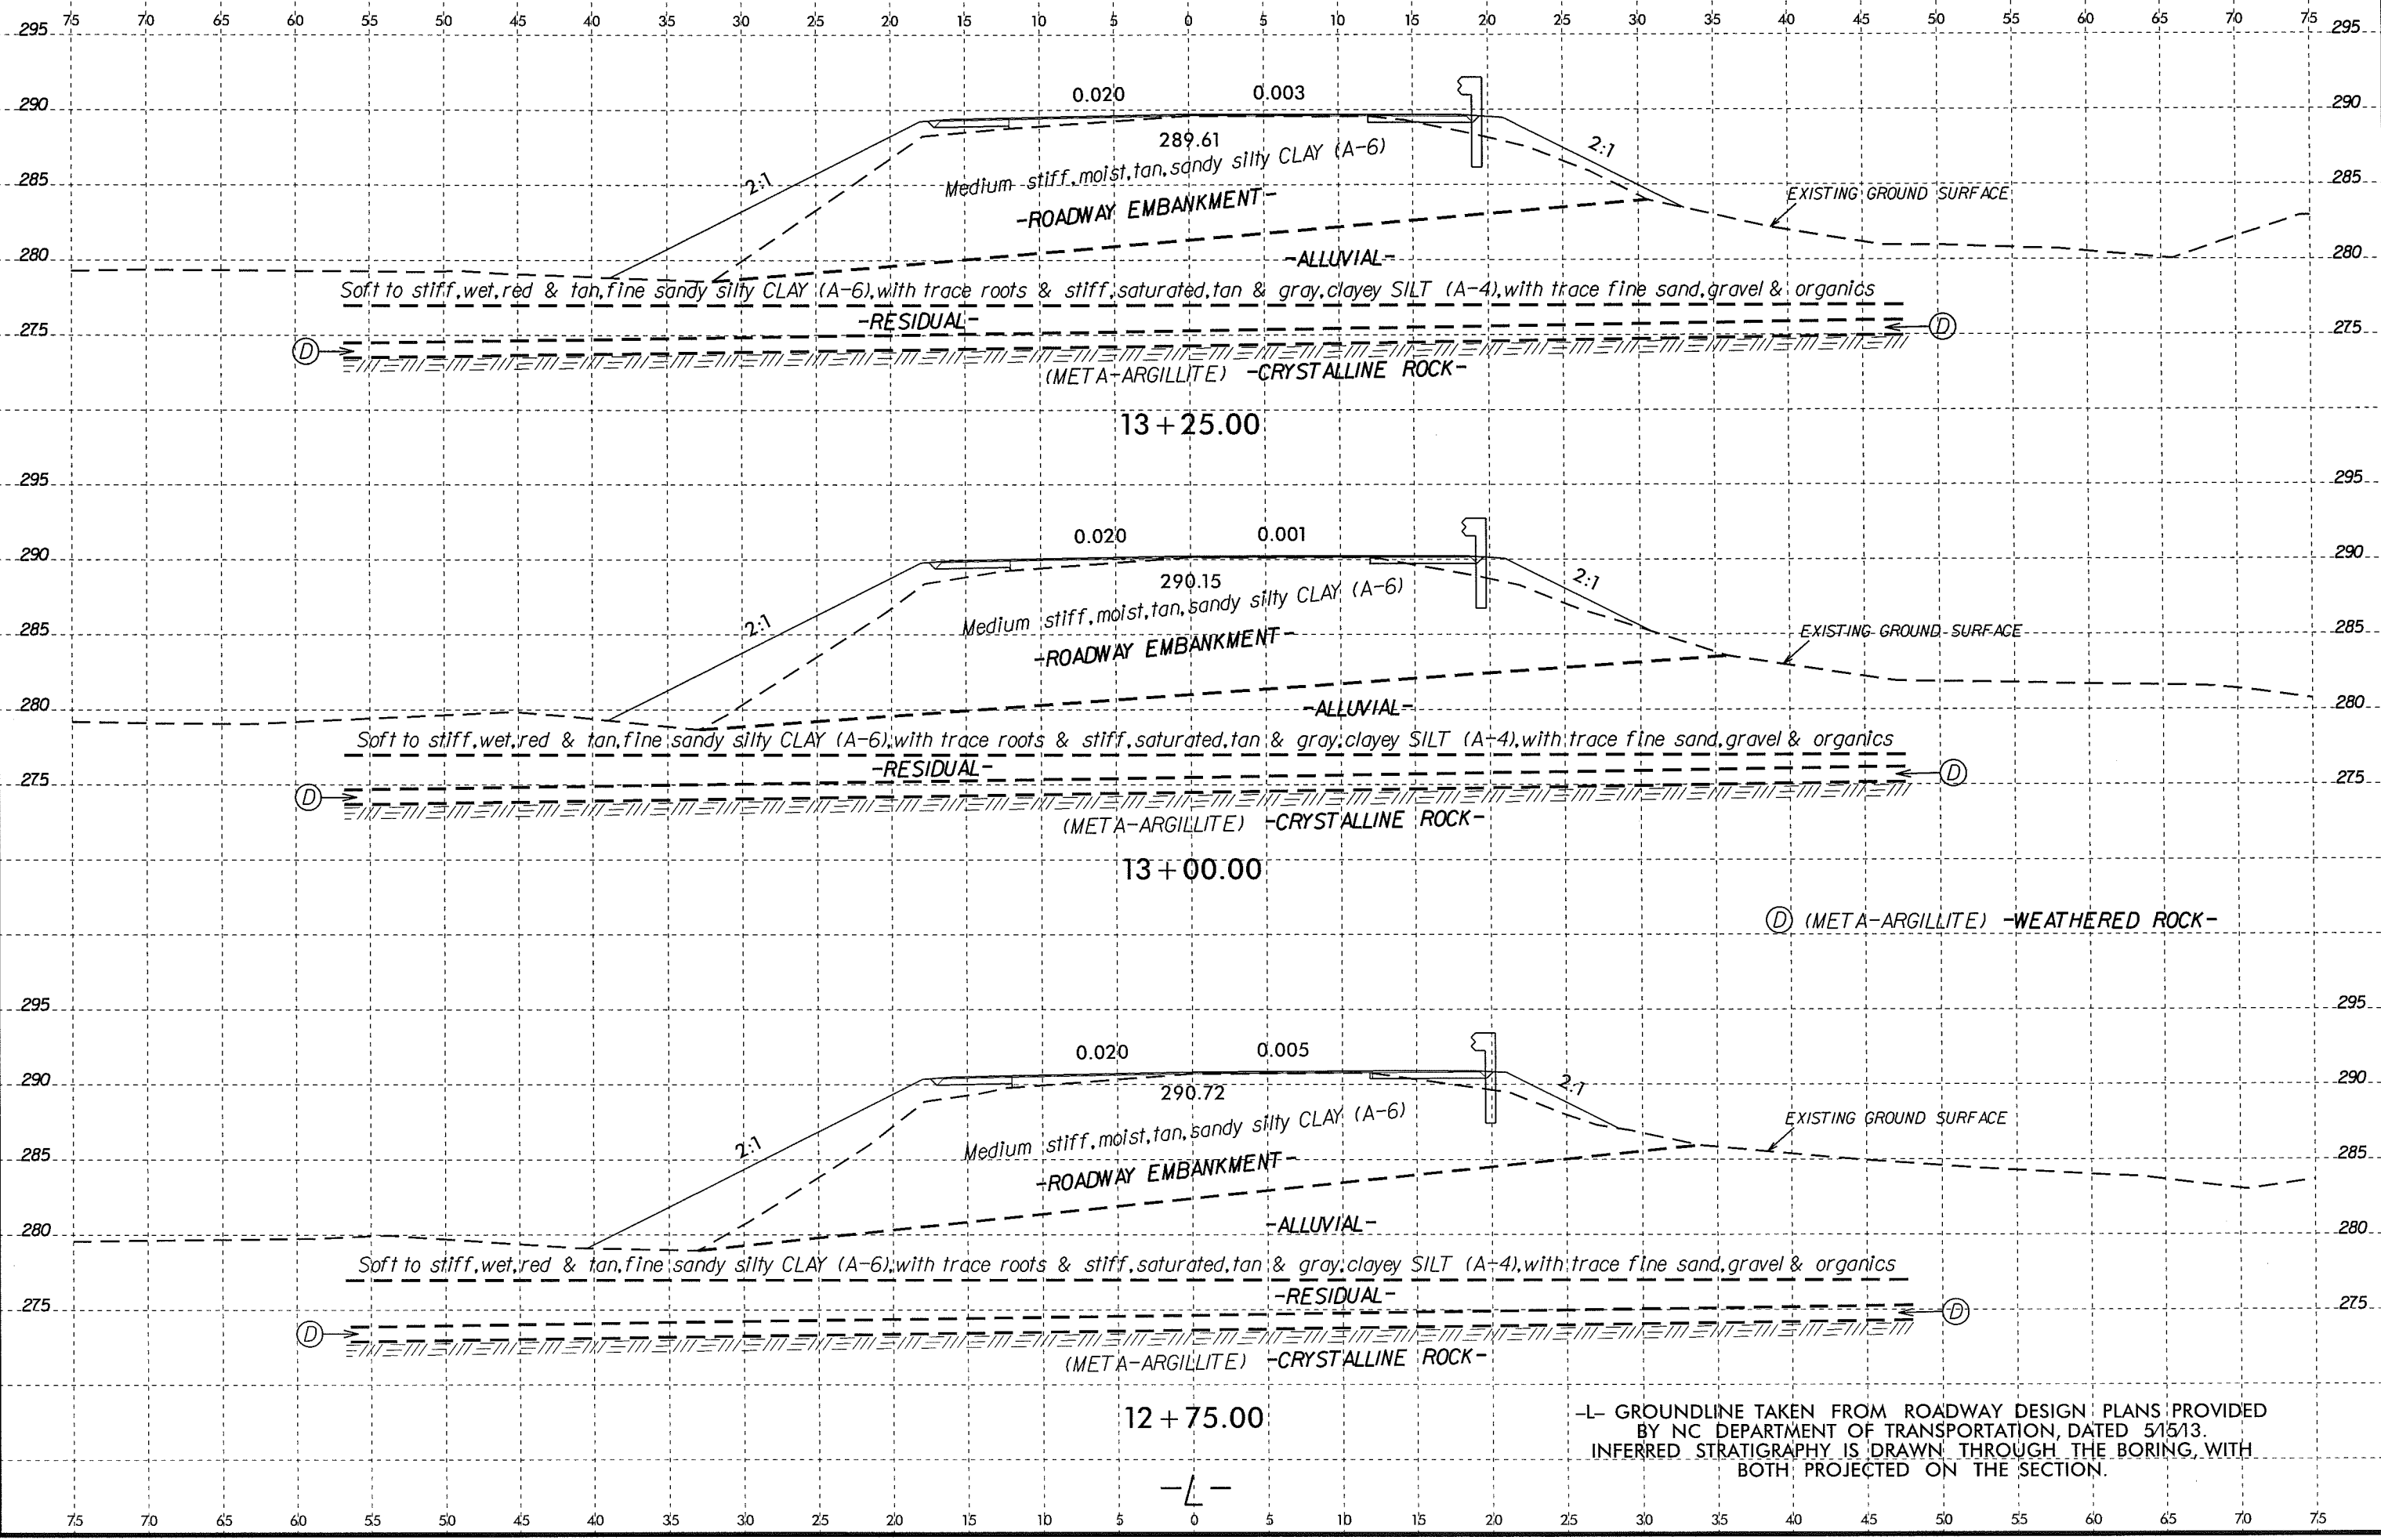 75 70 65 60 55 50 45 40 35 30 25 20 15 10 5 0 5 10 15 20 25 30 35 40 45 50 55 60 65 70 75
295 295
290 0.020 0.003 290
289.61
Medium stiff, moist, tan, sandy silty CLAY (A-6)
2:1 2:1
285 285
-ROADWAY EMBANKMENT-
EXISTING GROUND SURFACE
280 -ALLUVIAL- 280
Soft to stiff, wet, red & tan, fine sandy silty CLAY (A-6), with trace roots & stiff, saturated, tan & gray, clayey SILT (A-4), with trace fine sand, gravel & organics
-RESIDUAL-
275 275
D D
(META-ARGILLITE) -CRYSTALLINE ROCK-
13+25.00
295 295
0.020 0.001
290 290
290.15
Medium stiff, moist, tan, sandy silty CLAY (A-6)
2:1 2:1
285 285
-ROADWAY EMBANKMENT-
EXISTING GROUND SURFACE
280 -ALLUVIAL- 280
Soft to stiff, wet, red & tan, fine sandy silty CLAY (A-6), with trace roots & stiff, saturated, tan & gray, clayey SILT (A-4), with trace fine sand, gravel & organics
-RESIDUAL-
275 275
D D
(META-ARGILLITE) -CRYSTALLINE ROCK-
13+00.00
D (META-ARGILLITE) -WEATHERED ROCK-
295 295
0.020 0.005
290 290
290.72
Medium stiff, moist, tan, sandy silty CLAY (A-6)
2:1 2:1
EXISTING GROUND SURFACE
285 285
-ROADWAY EMBANKMENT-
280 -ALLUVIAL- 280
Soft to stiff, wet, red & tan, fine sandy silty CLAY (A-6), with trace roots & stiff, saturated, tan & gray, clayey SILT (A-4), with trace fine sand, gravel & organics
-RESIDUAL-
275 275
D D
(META-ARGILLITE) -CRYSTALLINE ROCK-
12+75.00
-L- GROUNDLINE TAKEN FROM ROADWAY DESIGN PLANS PROVIDED
BY NC DEPARTMENT OF TRANSPORTATION, DATED 5/15/13.
INFERRED STRATIGRAPHY IS DRAWN THROUGH THE BORING, WITH
BOTH PROJECTED ON THE SECTION.
-L-
75 70 65 60 55 50 45 40 35 30 25 20 15 10 5 0 5 10 15 20 25 30 35 40 45 50 55 60 65 70 75